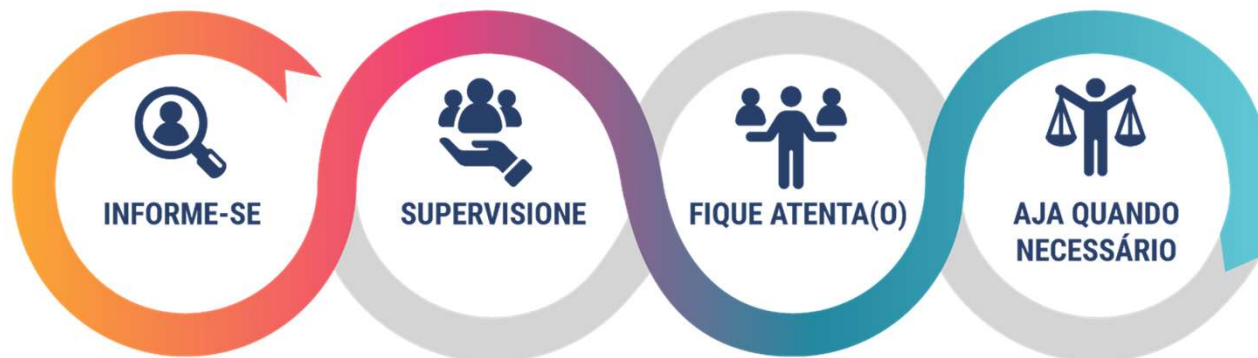 INFORME-SE
SUPERVISIONE
FIQUE ATENTA(O)
AJA QUANDO
NECESSÁRIO